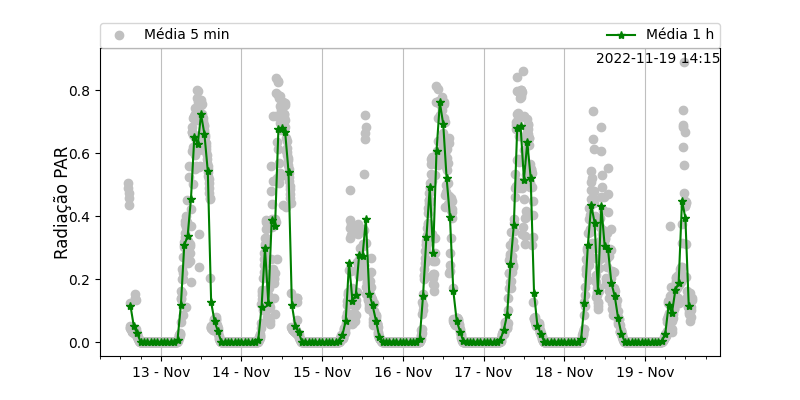 Média 5 min
Média 1 h
2022-11-19 14:15
Radiação PAR
0.8
0.6
0.4
0.2
0.0
13 - Nov
14 - Nov
15 - Nov
16 - Nov
17 - Nov
18 - Nov
19 - Nov